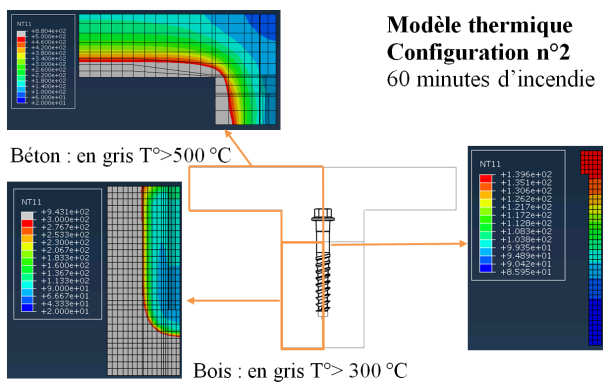 NT11
+8.804e+02
+5.000e+02
+4.600e+02
+4.200e+02
+3.800e+02
+3.400e+02
+3.000e+02
+2.600e+02
+2.200e+02
+1.800e+02
+1.400e+02
+1.000e+02
+6.000e+01
+2.000e+01
Modèle thermique
Configuration n°2
60 minutes d’incendie
Béton : en gris T°>500 °C
NT11
+9.431e+02
+3.000e+02
+2.767e+02
+2.533e+02
+2.300e+02
+2.067e+02
+1.833e+02
+1.600e+02
+1.367e+02
+1.133e+02
+9.000e+01
+6.667e+01
+4.333e+01
+2.000e+01
NT11
+1.396e+02
+1.351e+02
+1.306e+02
+1.262e+02
+1.217e+02
+1.172e+02
+1.128e+02
+1.083e+02
+1.038e+02
+9.935e+01
+9.489e+01
+9.042e+01
+8.595e+01
Bois : en gris T°> 300 °C